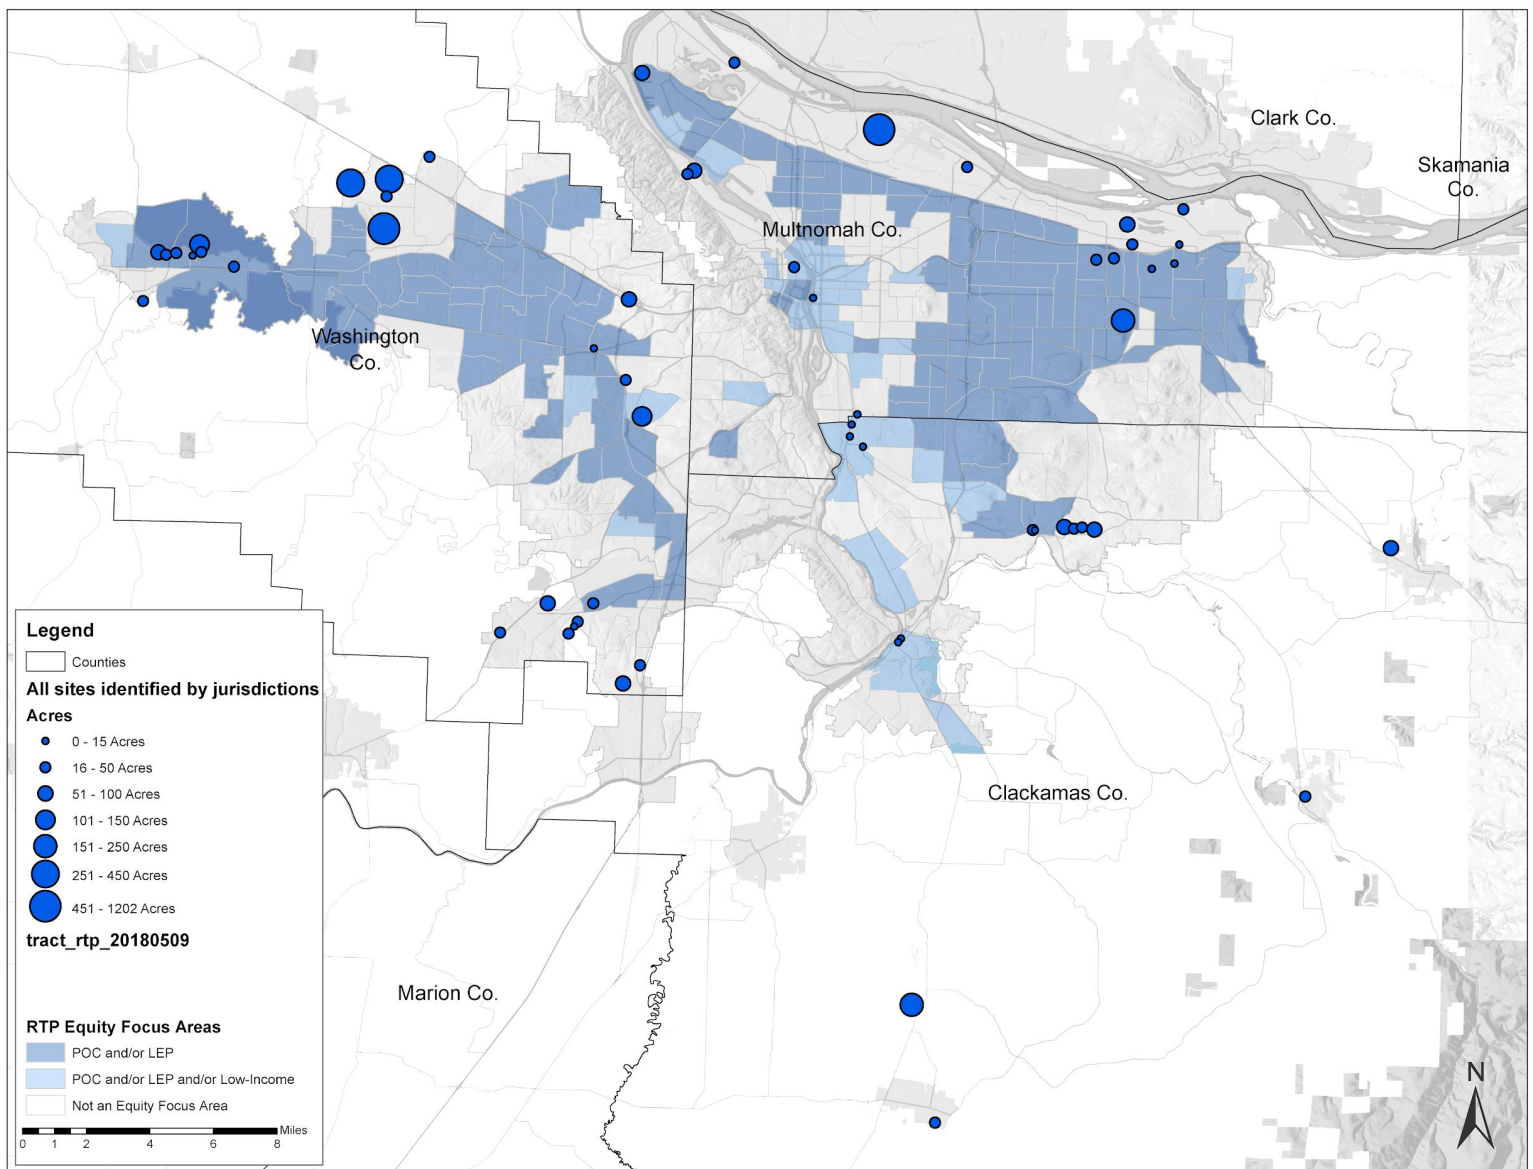 Clark Co.
Skamania
Co.
Multnomah Co.
Washington
Co.
Clackamas Co.
Marion Co.
N
Legend
Counties
All sites identified by jurisdictions
Acres
0 - 15 Acres
16 - 50 Acres
51 - 100 Acres
101 - 150 Acres
151 - 250 Acres
251 - 450 Acres
451 - 1202 Acres
tract_rtp_20180509
RTP Equity Focus Areas
POC and/or LEP
POC and/or LEP and/or Low-Income
Not an Equity Focus Area
Miles
0 1 2 4 6 8